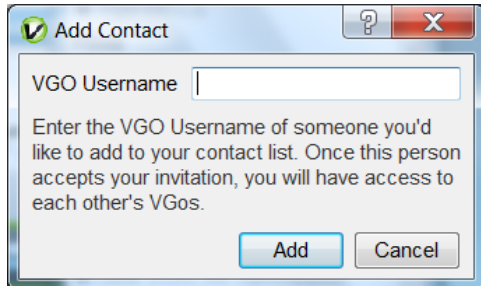 Add Contact
VGO Username
Enter the VGO Username of someone you'd
like to add to your contact list. Once this person
accepts your invitation, you will have access to
each other's VGos.
Add
Cancel